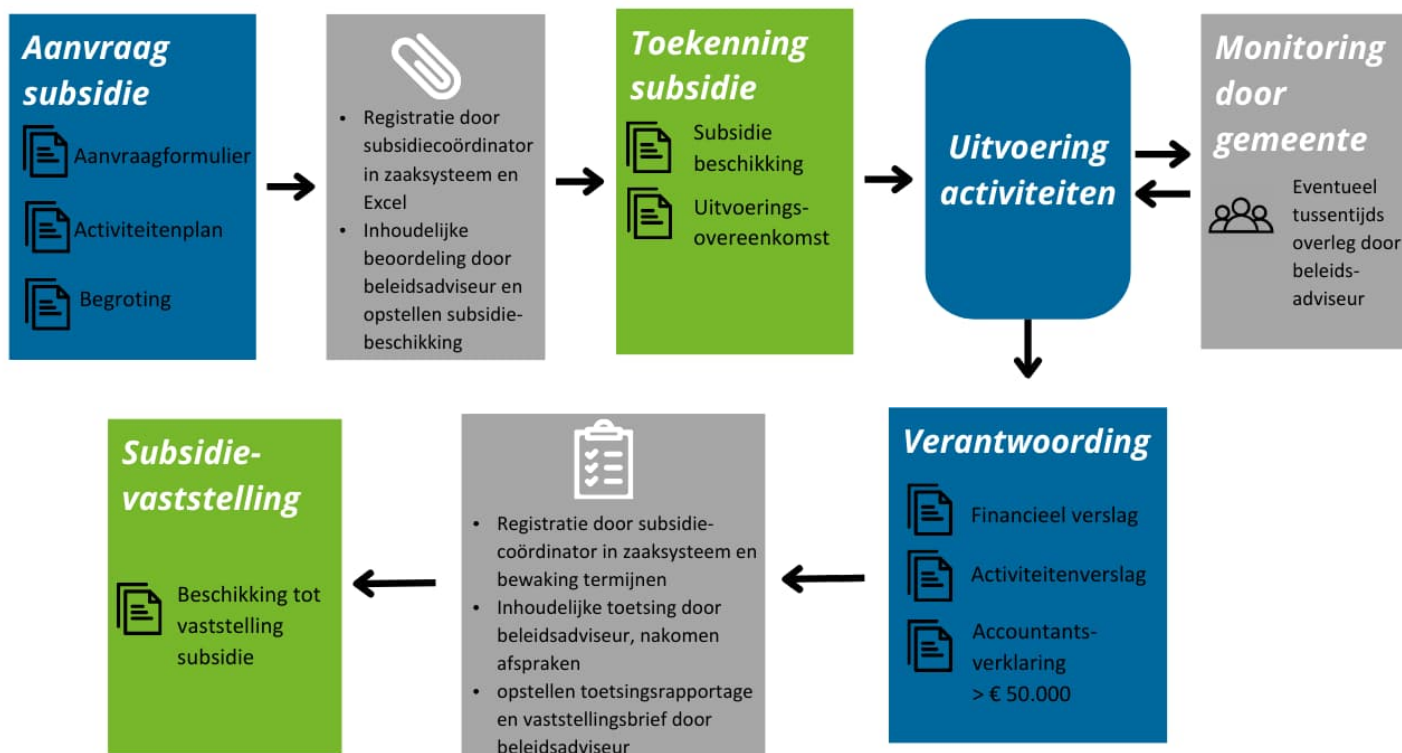 Aanvraag
subsidie
Aanvraagformulier
Activiteitenplan
Begroting
• Registratie door
subsidiecoördinator
in zaaksysteem en
Excel
• Inhoudelijke
beoordeling door
beleidsadviseur en
opstellen subsidie-
beschikking
Toekenning
subsidie
Subsidie
beschikking
Uitvoerings-
overeenkomst
Uitvoering
activiteiten
Monitoring
door
gemeente
Eventueel
tussentijds
overleg door
beleids-
adviseur
Verantwoording
Financieel verslag
Activiteitenverslag
Accountants-
verklaring
> € 50.000
• Registratie door subsidie-
coördinator in zaaksysteem en
bewaking termijnen
• Inhoudelijke toetsing door
beleidsadviseur, nakomen
afspraken
• opstellen toetsingsrapportage
en vaststellingsbrief door
beleidsadviseur
Subsidie-
vaststelling
Beschikking tot
vaststelling
subsidie